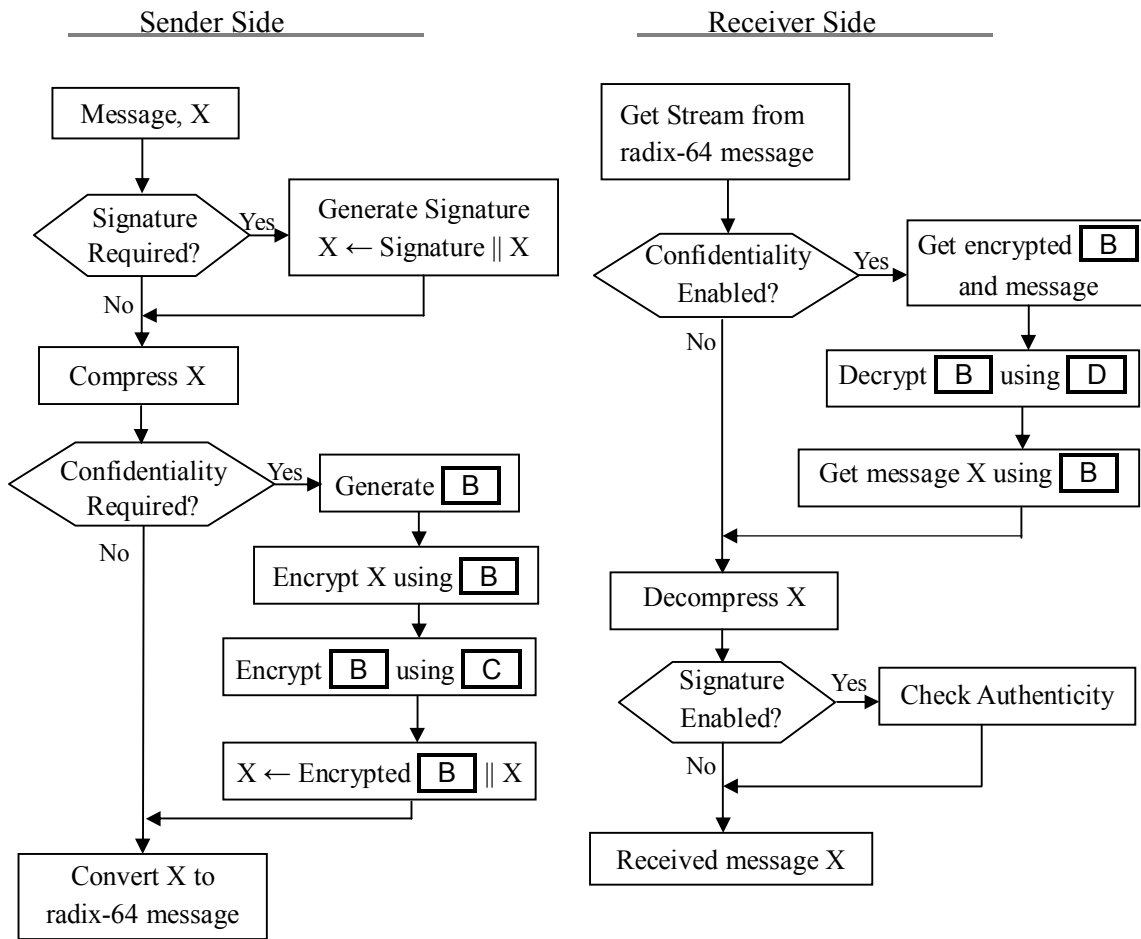 Sender Side
Message, X
Signature
Required?
Yes
No
Generate Signature
X ← Signature || X
Compress X
Confidentiality
Required?
Yes
No
Generate B
Encrypt X using B
Encrypt B using C
X ← Encrypted B || X
Convert X to
radix-64 message
Receiver Side
Get Stream from
radix-64 message
Confidentiality
Enabled?
Yes
No
Get encrypted B
and message
Decrypt B using D
Get message X using B
Decompress X
Signature
Enabled?
Yes
No
Check Authenticity
Received message X